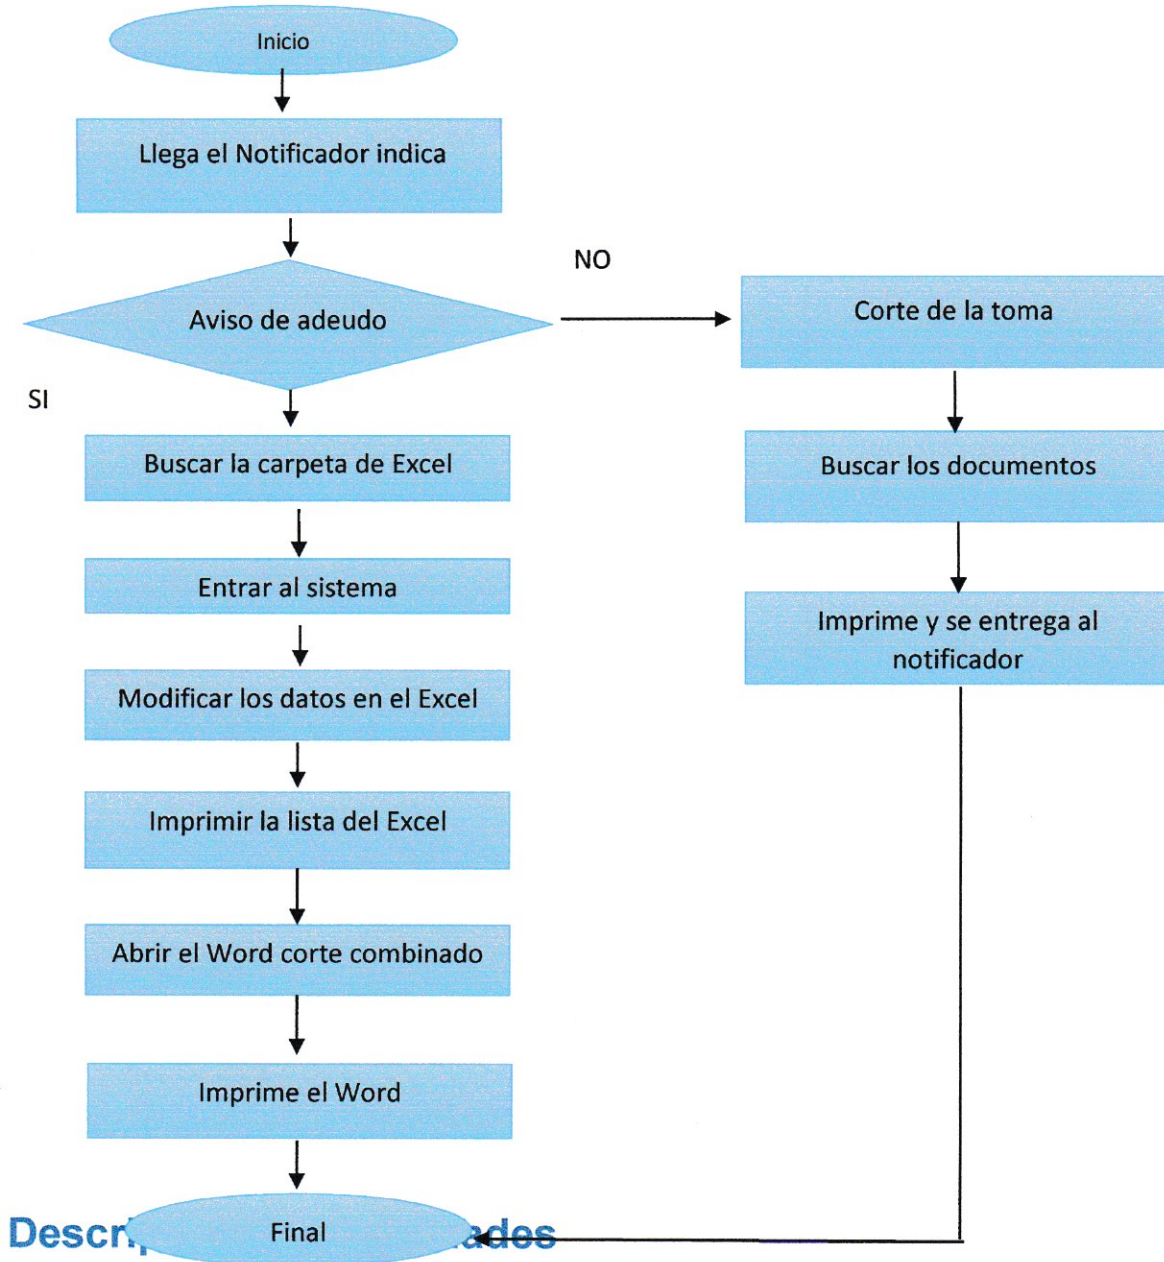 Inicio
Llega el Notificador indica
Aviso de adeudo
NO
SI
Corte de la toma
Buscar la carpeta de Excel
Buscar los documentos
Entrar al sistema
Imprime y se entrega al
notificador
Modificar los datos en el Excel
Imprimir la lista del Excel
Abrir el Word corte combinado
Imprime el Word
Final